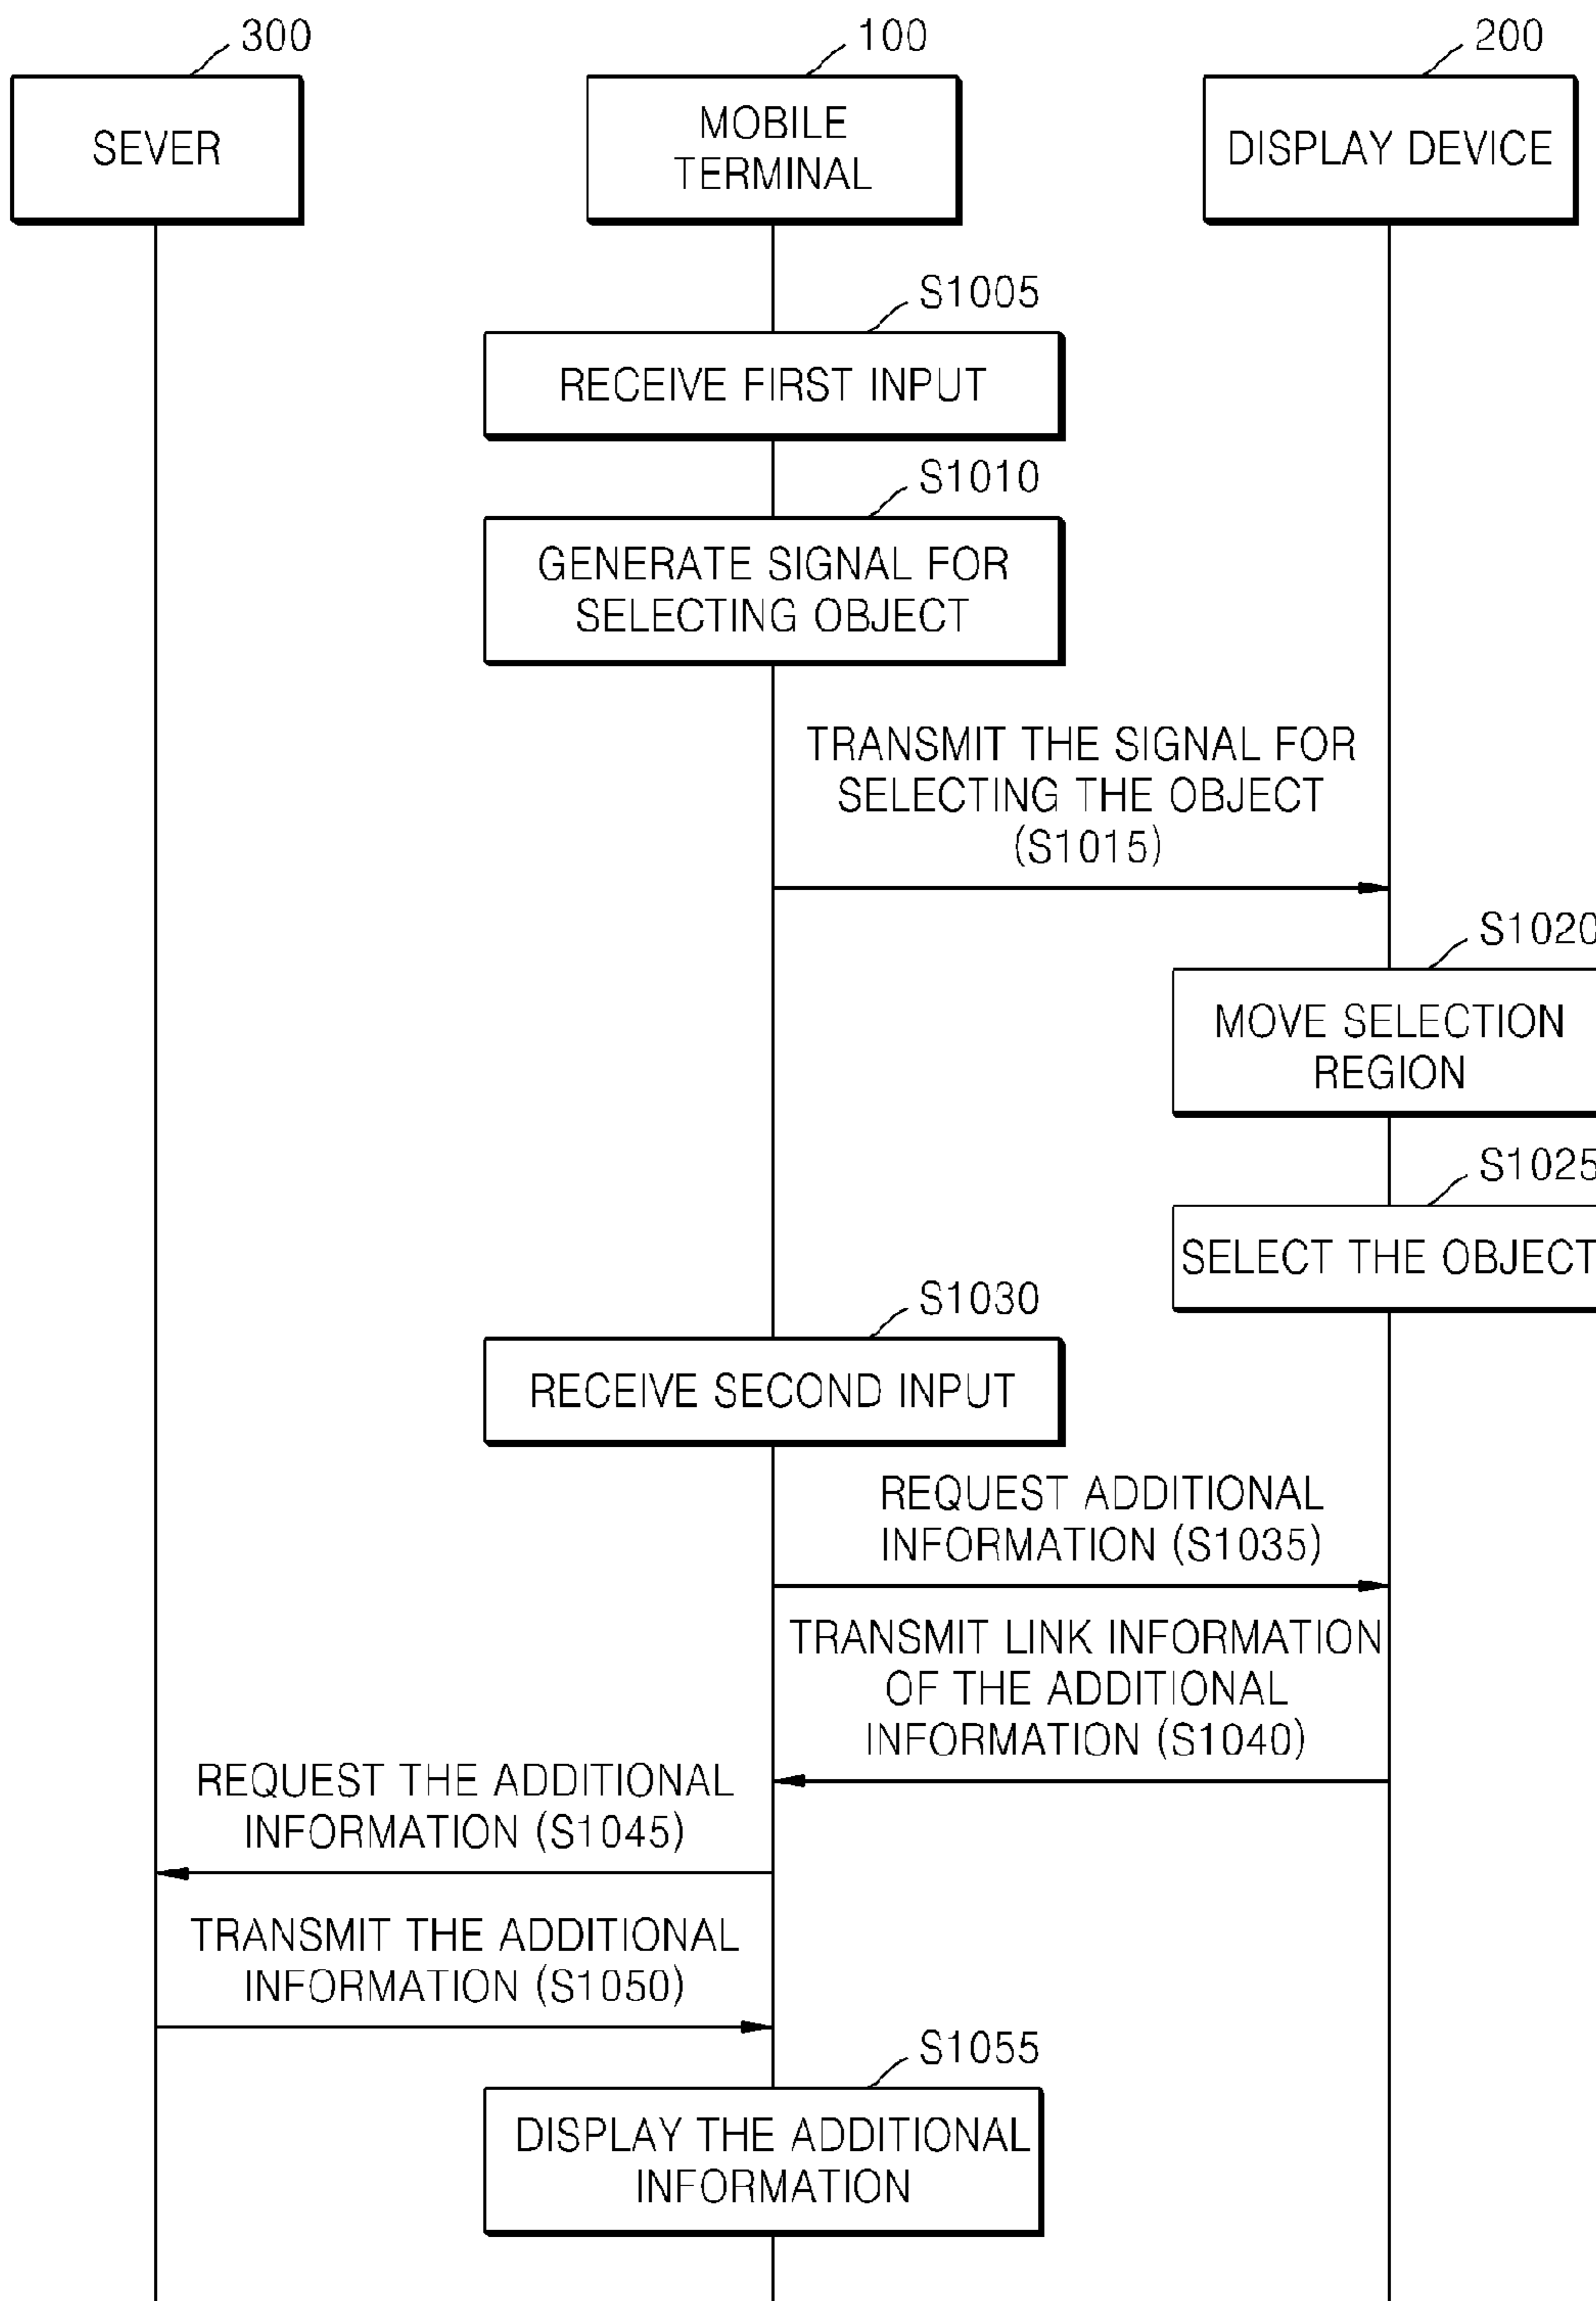 300
100
200
SEVER
MOBILE
TERMINAL
DISPLAY DEVICE
S1005
RECEIVE FIRST INPUT
S1010
GENERATE SIGNAL FOR
SELECTING OBJECT
TRANSMIT THE SIGNAL FOR
SELECTING THE OBJECT
(S1015)
S1020
MOVE SELECTION
REGION
S1025
SELECT THE OBJECT
S1030
RECEIVE SECOND INPUT
REQUEST ADDITIONAL
INFORMATION (S1035)
TRANSMIT LINK INFORMATION
OF THE ADDITIONAL
INFORMATION (S1040)
REQUEST THE ADDITIONAL
INFORMATION (S1045)
TRANSMIT THE ADDITIONAL
INFORMATION (S1050)
S1055
DISPLAY THE ADDITIONAL
INFORMATION